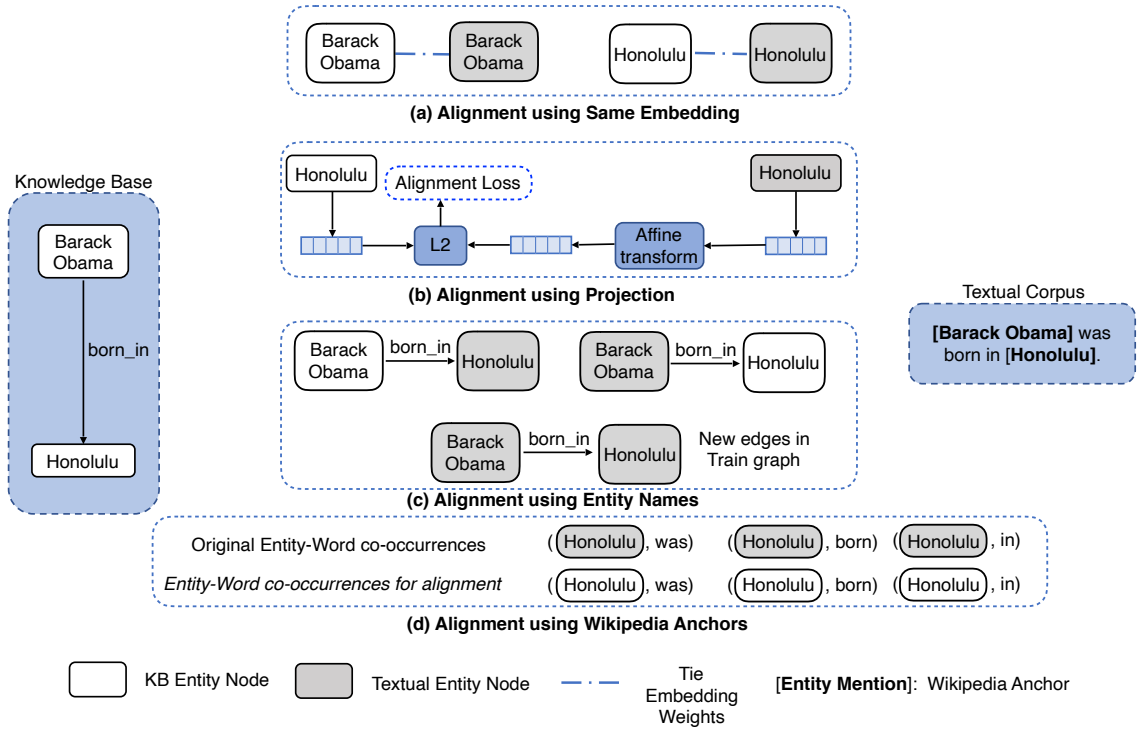 Barack
Obama
Barack
Obama
Honolulu
Honolulu
(a) Alignment using Same Embedding
Knowledge Base
Barack
Obama
born_in
Honolulu
Honolulu
Alignment Loss
Honolulu
L2
Affine
transform
(b) Alignment using Projection
Textual Corpus
[Barack Obama] was
born in [Honolulu].
Barack
Obama
born_in
Honolulu
Barack
Obama
born_in
Honolulu
Barack
Obama
born_in
Honolulu
New edges in
Train graph
(c) Alignment using Entity Names
Original Entity-Word co-occurrences
(Honolulu, was)
(Honolulu, born)
(Honolulu, in)
Entity-Word co-occurrences for alignment
(Honolulu, was)
(Honolulu, born)
(Honolulu, in)
(d) Alignment using Wikipedia Anchors
KB Entity Node
Textual Entity Node
Tie
Embedding
Weights
[Entity Mention]: Wikipedia Anchor